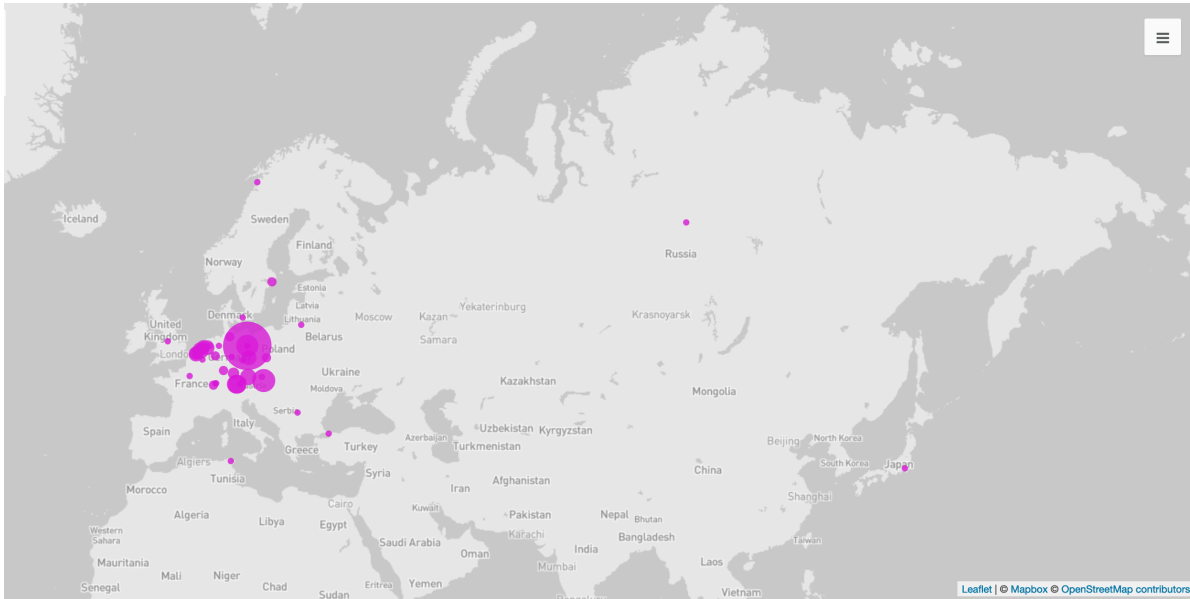 Iceland
Sweden
Finland
Norway
Russia
Estonia
Latvia
Denmark
Lithuania
Moscow
Kazan
Yekaterinburg
Krasnoyarsk
United
Kingdom
Belarus
Samara
London
Poland
Ukraine
France
Moldova
Kazakhstan
Mongolia
Serbia
Italy
Spain
Uzbekistan
Kyrgyzstan
Azerbaijan
Turkmenistan
Beijing
North Korea
Greece
Turkey
Algiers
Tunisia
Syria
China
South Korea
Japan
Morocco
Iran
Afghanistan
Shanghai
Algeria
Libya
Cairo
Egypt
Kuwait
Pakistan
Karachi
Nepal
Bhutan
Bangladesh
Western
Sahara
Saudi Arabia
Oman
India
Taiwan
Mauritania
Mali
Niger
Chad
Sudan
Eritrea
Yemen
Mumbai
Laos
Senegal
Vietnam
Leaflet | © Mapbox © OpenStreetMap contributors